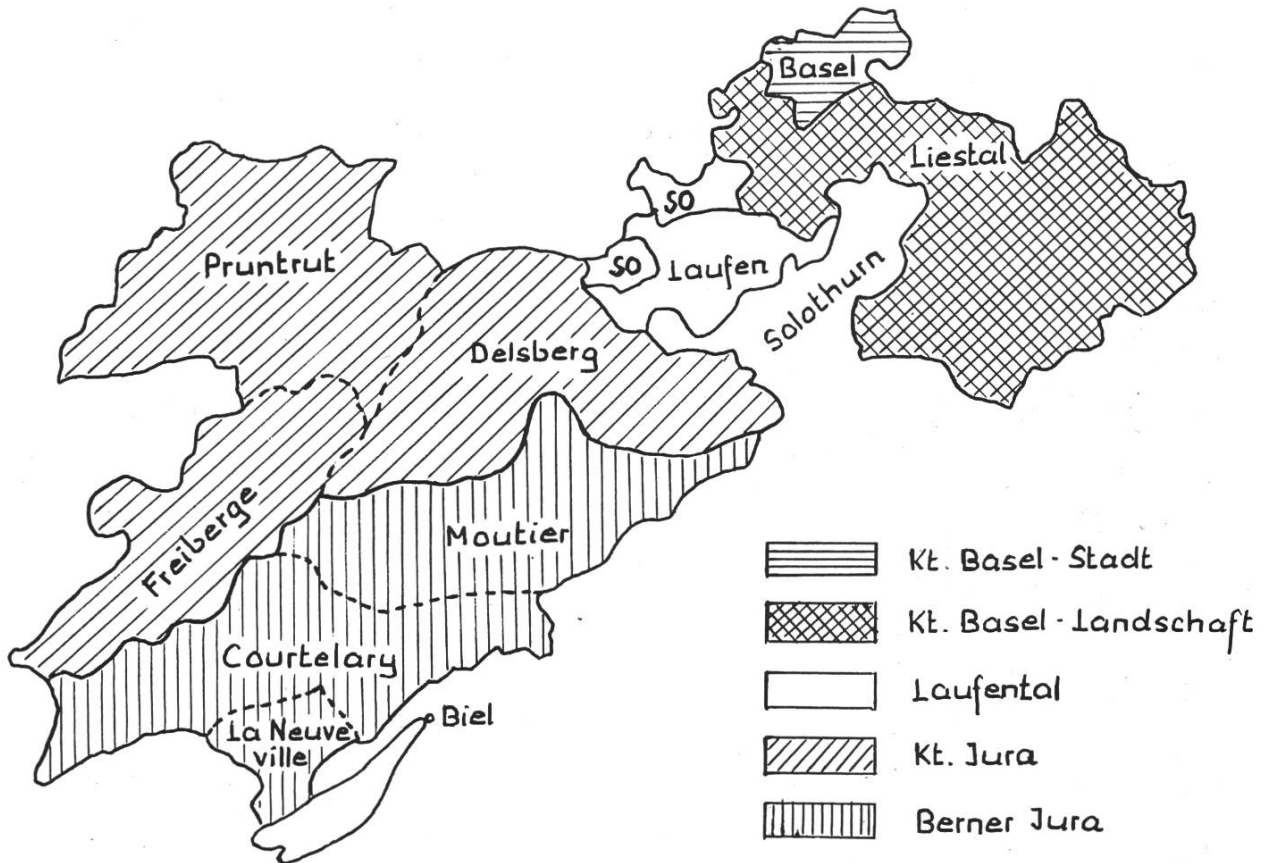 Basel
Liestal
SO
Pruntrut
SO
Laufen
Solothurn
Delsberg
Freiberge
Moutier
Courtelary
La Neuve
ville
Biel
Kt. Basel - Stadt
Kt. Basel - Landschaft
Laufental
Kt. Jura
Berner Jura